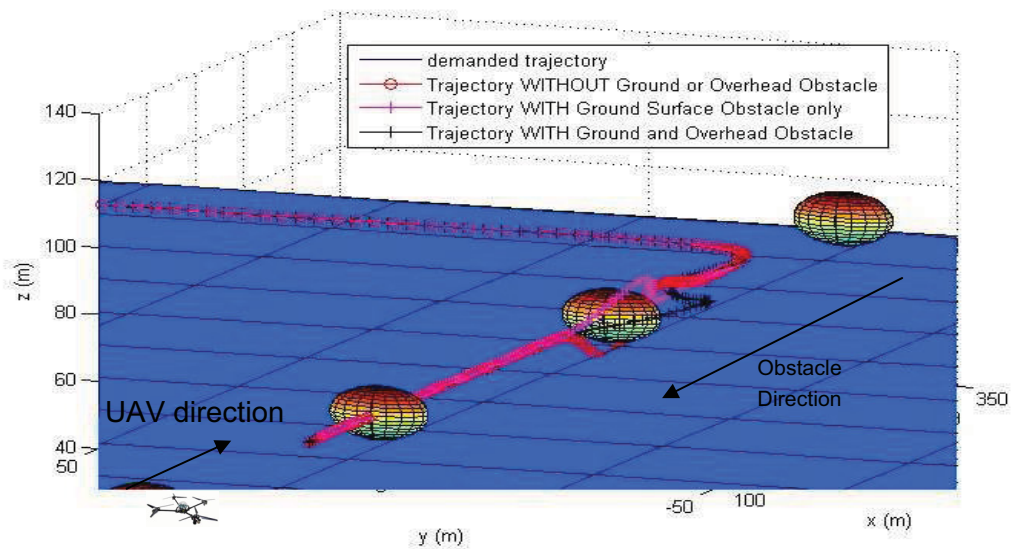 demanded trajectory
Trajectory WITHOUT Ground or Overhead Obstacle
Trajectory WITH Ground Surface Obstacle only
Trajectory WITH Ground and Overhead Obstacle
140
120
100
80
60
40
z (m)
50
UAV direction
Obstacle
Direction
350
-50
100
x (m)
y (m)